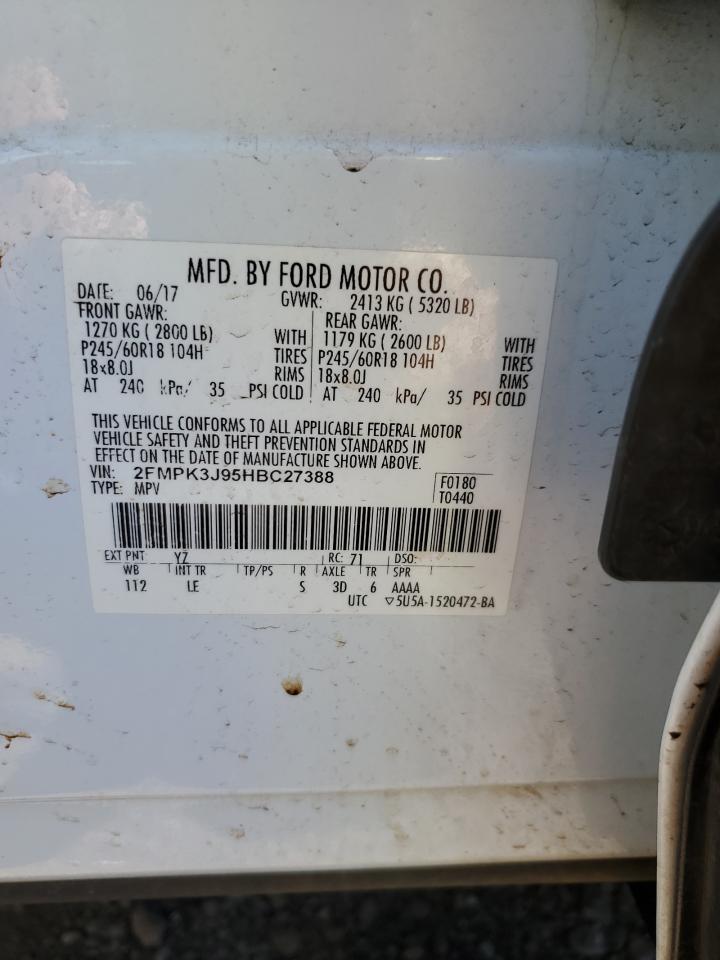 MFD. BY FORD MOTOR CO.
DATE: 06/17 GVWR: 2413 KG ( 5320 LB)
FRONT GAWR: REAR GAWR:
1270 KG ( 2800 LB) WITH 1179 KG ( 2600 LB) WITH
P245/60R18 104H TIRES P245/60R18 104H TIRES
18x8.0J RIMS 18x8.0J RIMS
AT 240 kPa/ 35 PSI COLD AT 240 kPa/ 35 PSI COLD
THIS VEHICLE CONFORMS TO ALL APPLICABLE FEDERAL MOTOR
VEHICLE SAFETY AND THEFT PREVENTION STANDARDS IN
EFFECT ON THE DATE OF MANUFACTURE SHOWN ABOVE.
VIN: 2FMPK3J95HBC27388 F0180
TYPE: MPV T0440
EXT PNT YZ RC: 71 DSO:
WB INT TR TP/PS R AXLE TR SPR
112 LE S 3D 6 AAAA
UTC ▽5U5A-1520472-BA